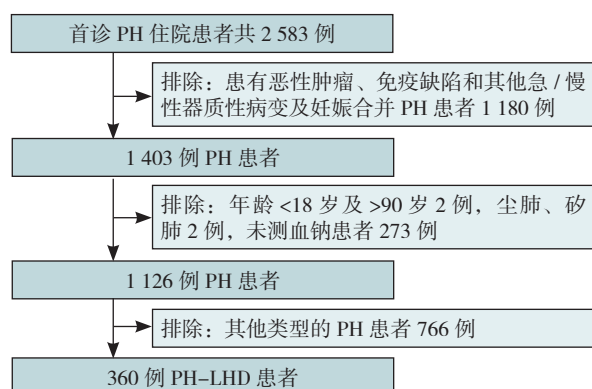 首诊 PH 住院患者共 2 583 例
排除：患有恶性肿瘤、免疫缺陷和其他急 / 慢
性器质性病变及妊娠合并 PH 患者 1 180 例
1 403 例 PH 患者
排除：年龄 <18 岁及 >90 岁 2 例，尘肺、矽
肺 2 例，未测血钠患者 273 例
1 126 例 PH 患者
排除：其他类型的 PH 患者 766 例
360 例 PH-LHD 患者